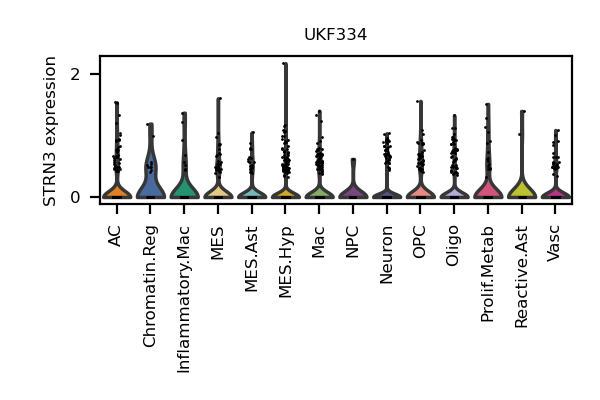 UKF334
STRN3 expression
2
0
AC
Chromatin.Reg
Inflammatory.Mac
MES
MES.Ast
MES.Hyp
Mac
NPC
Neuron
OPC
Oligo
Prolif.Metab
Reactive.Ast
Vasc